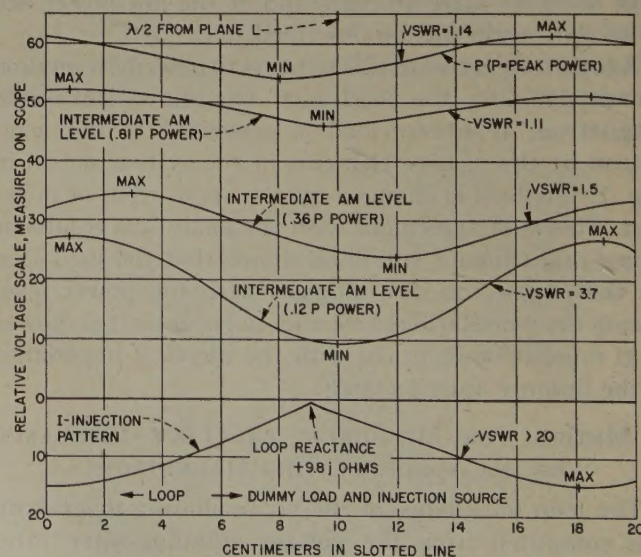 λ/2 FROM PLANE L
VSWR = 1.14
60
MAX
MAX
MIN
P (P=PEAK POWER)
MAX
50
INTERMEDIATE AM
LEVEL (.81 P POWER)
MIN
VSWR = 1.11
40
MAX
INTERMEDIATE AM LEVEL
(.36 P POWER)
VSWR = 1.5
30
MAX
MIN
MAX
20
INTERMEDIATE AM LEVEL
(.12 P POWER)
VSWR = 3.7
10
MIN
0
I-INJECTION
PATTERN
LOOP REACTANCE
+9.8 j OHMS
VSWR > 20
10
← LOOP
→ DUMMY LOAD AND INJECTION SOURCE
MAX
20
0 2 4 6 8 10 12 14 16 18 20
CENTIMETERS IN SLOTTED LINE
RELATIVE VOLTAGE SCALE, MEASURED ON SCOPE